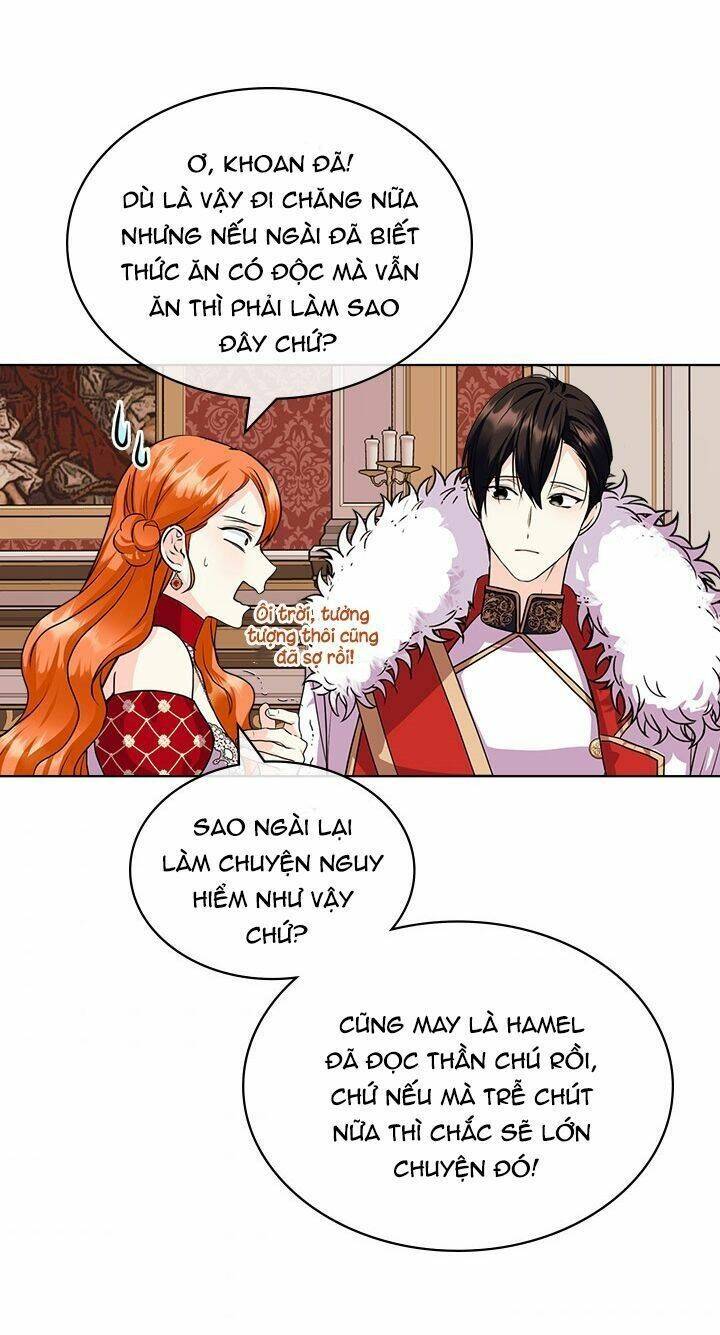 Ơ, KHOAN ĐÃ!
DÙ LÀ VẬY ĐI CHĂNG NỮA
NHƯNG NẾU NGÀI ĐÃ BIẾT
THỨC ĂN CÓ ĐỘC MÀ VẪN
ĂN THÌ PHẢI LÀM SAO
ĐÂY CHỨ?
Ôi trời, tưởng
tượng thôi cũng
đã sợ rồi!
SAO NGÀI LẠI
LÀM CHUYỆN NGUY
HIỂM NHƯ VẬY
CHỨ?
CŨNG MAY LÀ HAMEL
ĐÃ ĐỌC THẦN CHÚ RỒI,
CHỨ NẾU MÀ TRỄ CHÚT
NỮA THÌ CHẮC SẼ LỚN
CHUYỆN ĐÓ!